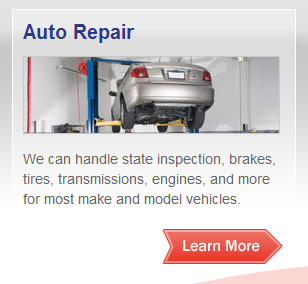 Auto Repair
We can handle state inspection, brakes,
tires, transmissions, engines, and more
for most make and model vehicles.
Learn More